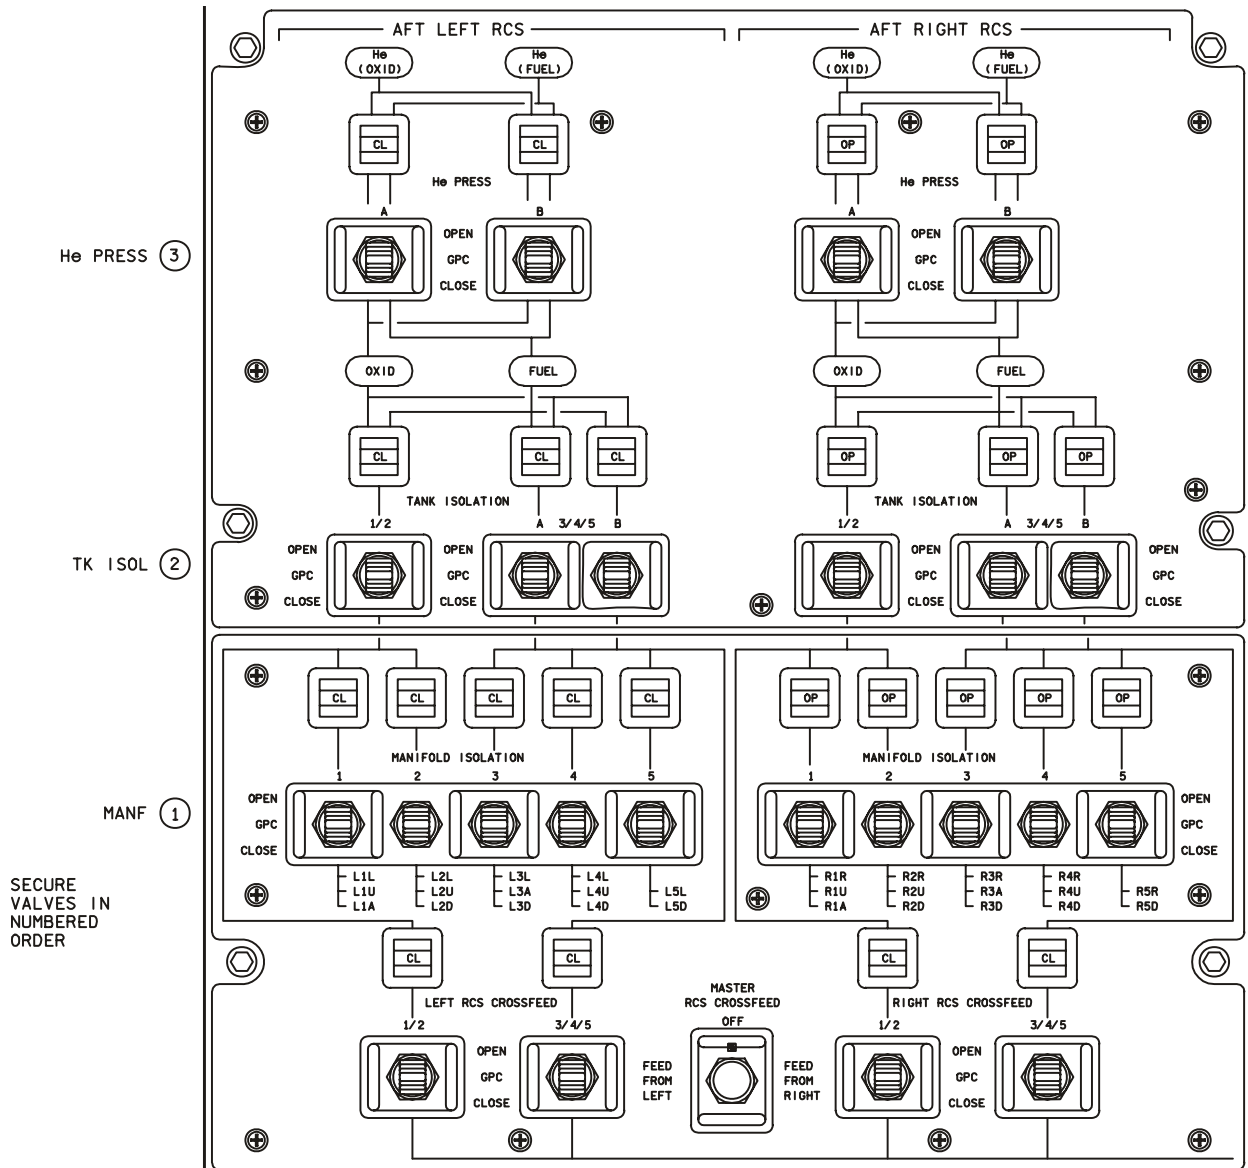 AFT LEFT RCS
AFT RIGHT RCS
He
(OXID)
He
(FUEL)
He
(OXID)
He
(FUEL)
CL
CL
OP
OP
He PRESS
He PRESS
A
B
A
B
He PRESS 3
OPEN
GPC
CLOSE
OPEN
GPC
CLOSE
OXID
FUEL
OXID
FUEL
CL
CL
CL
OP
OP
OP
TANK ISOLATION
TANK ISOLATION
1/2
A 3/4/5 B
1/2
A 3/4/5 B
TK ISOL 2
OPEN
GPC
CLOSE
OPEN
GPC
CLOSE
OPEN
GPC
CLOSE
OPEN
GPC
CLOSE
CL
CL
CL
CL
CL
OP
OP
OP
OP
OP
MANIFOLD ISOLATION
MANIFOLD ISOLATION
1 2 3 4 5
1 2 3 4 5
MANF 1
OPEN
GPC
CLOSE
OPEN
GPC
CLOSE
L1L
L1U
L1A
L2L
L2U
L2D
L3L
L3A
L3D
L4L
L4U
L4D
L5L
L5D
R1R
R1U
R1A
R2R
R2U
R2D
R3R
R3A
R3D
R4R
R4U
R4D
R5R
R5D
SECURE
VALVES IN
NUMBERED
ORDER
CL
CL
CL
CL
LEFT RCS CROSSFEED
MASTER
RCS CROSSFEED
OFF
RIGHT RCS CROSSFEED
1/2
3/4/5
1/2
3/4/5
OPEN
GPC
CLOSE
FEED
FROM
LEFT
FEED
FROM
RIGHT
OPEN
GPC
CLOSE